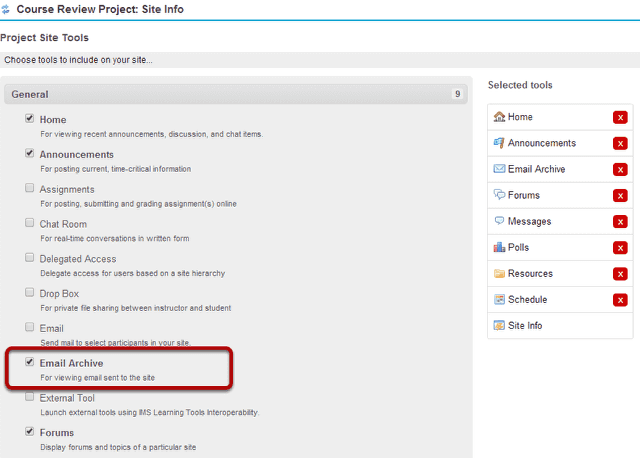 Course Review Project: Site Info
Project Site Tools
Choose tools to include on your site...
General 9
Home
For viewing recent announcements, discussion, and chat items.
Announcements
For posting current, time-critical information
Assignments
For posting, submitting and grading assignment(s) online
Chat Room
For real-time conversations in written form
Delegated Access
Delegate access for users based on a site hierarchy
Drop Box
For private file sharing between instructor and student
Email
Send mail to select participants in your site.
Email Archive
For viewing email sent to the site
External Tool
Launch external tools using IMS Learning Tools Interoperability.
Forums
Display forums and topics of a particular site
Selected tools
Home x
Announcements x
Email Archive x
Forums x
Messages x
Polls x
Resources x
Schedule x
Site Info